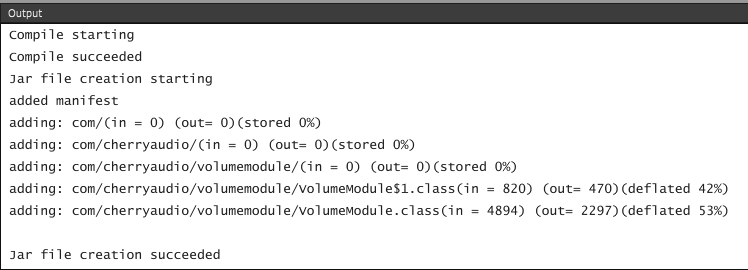 Output
Compile starting
Compile succeeded
Jar file creation starting
added manifest
adding: com/(in = 0) (out= 0)(stored 0%)
adding: com/cherryaudio/(in = 0) (out= 0)(stored 0%)
adding: com/cherryaudio/volumemodule/(in = 0) (out= 0)(stored 0%)
adding: com/cherryaudio/volumemodule/VolumeModule$1.class(in = 820) (out= 470)(deflated 42%)
adding: com/cherryaudio/volumemodule/VolumeModule.class(in = 4894) (out= 2297)(deflated 53%)
Jar file creation succeeded